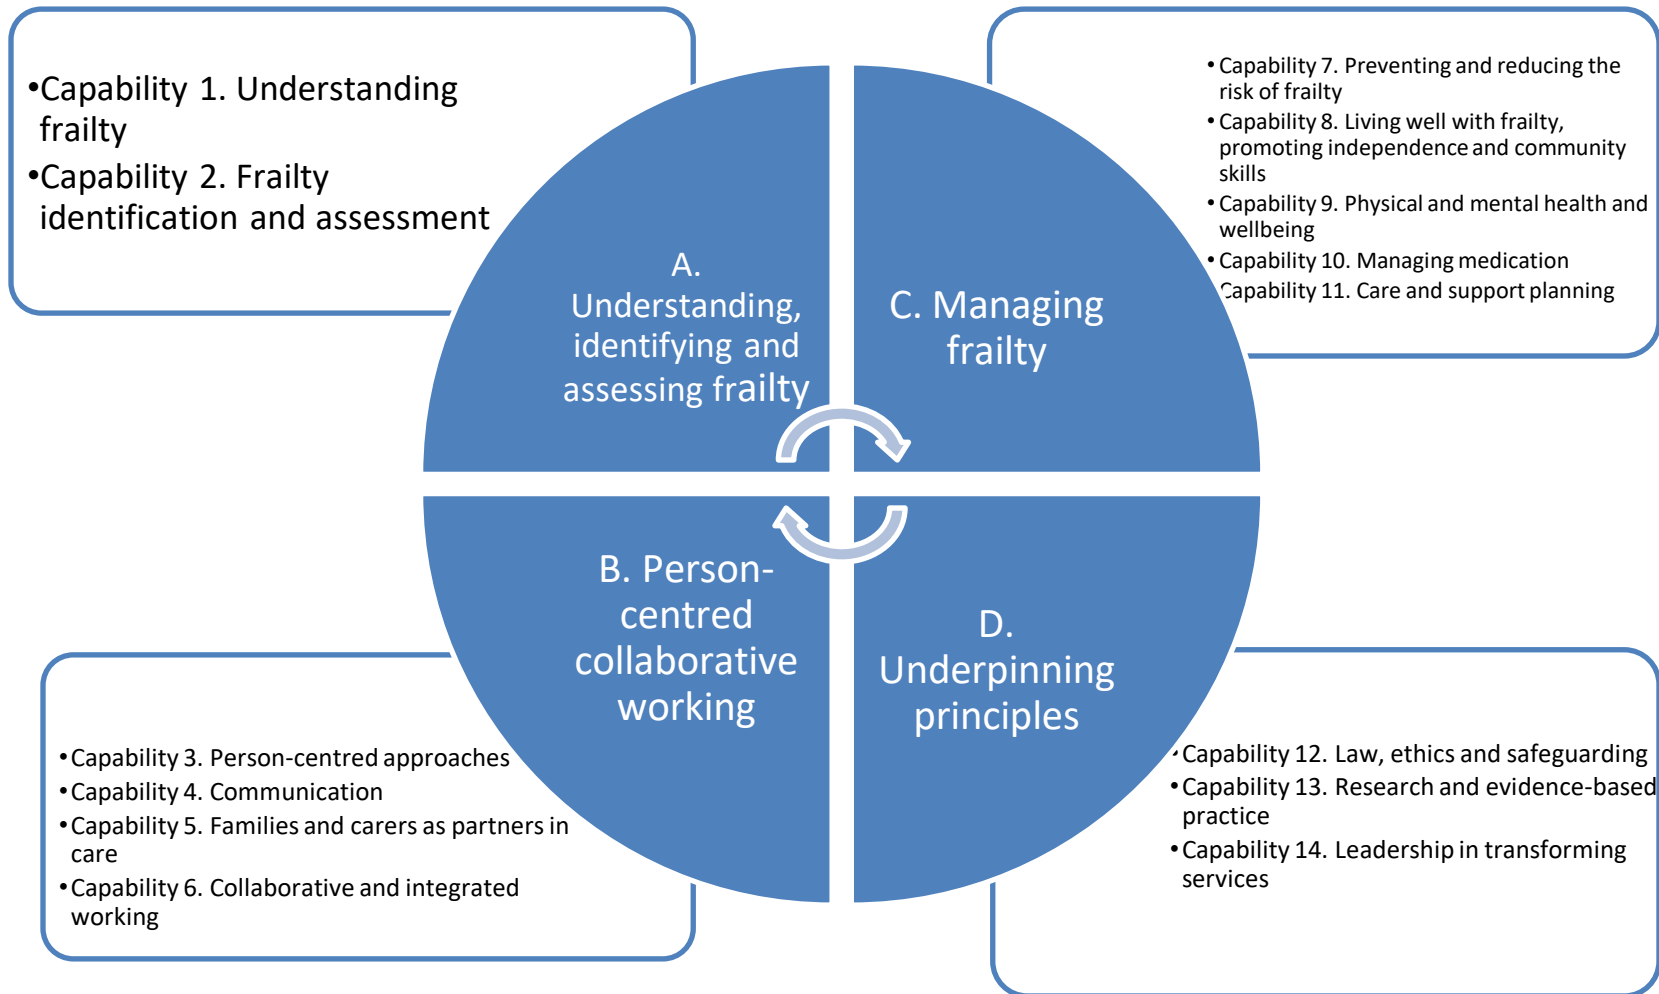 •Capability 1. Understanding
frailty
•Capability 2. Frailty
identification and assessment
A.
Understanding,
identifying and
assessing frailty
C. Managing
frailty
• Capability 7. Preventing and reducing the
risk of frailty
• Capability 8. Living well with frailty,
promoting independence and community
skills
• Capability 9. Physical and mental health and
wellbeing
• Capability 10. Managing medication
Capability 11. Care and support planning
B. Person-
centred
collaborative
working
• Capability 3. Person-centred approaches
• Capability 4. Communication
• Capability 5. Families and carers as partners in
care
• Capability 6. Collaborative and integrated
working
D.
Underpinning
principles
• Capability 12. Law, ethics and safeguarding
• Capability 13. Research and evidence-based
practice
• Capability 14. Leadership in transforming
services